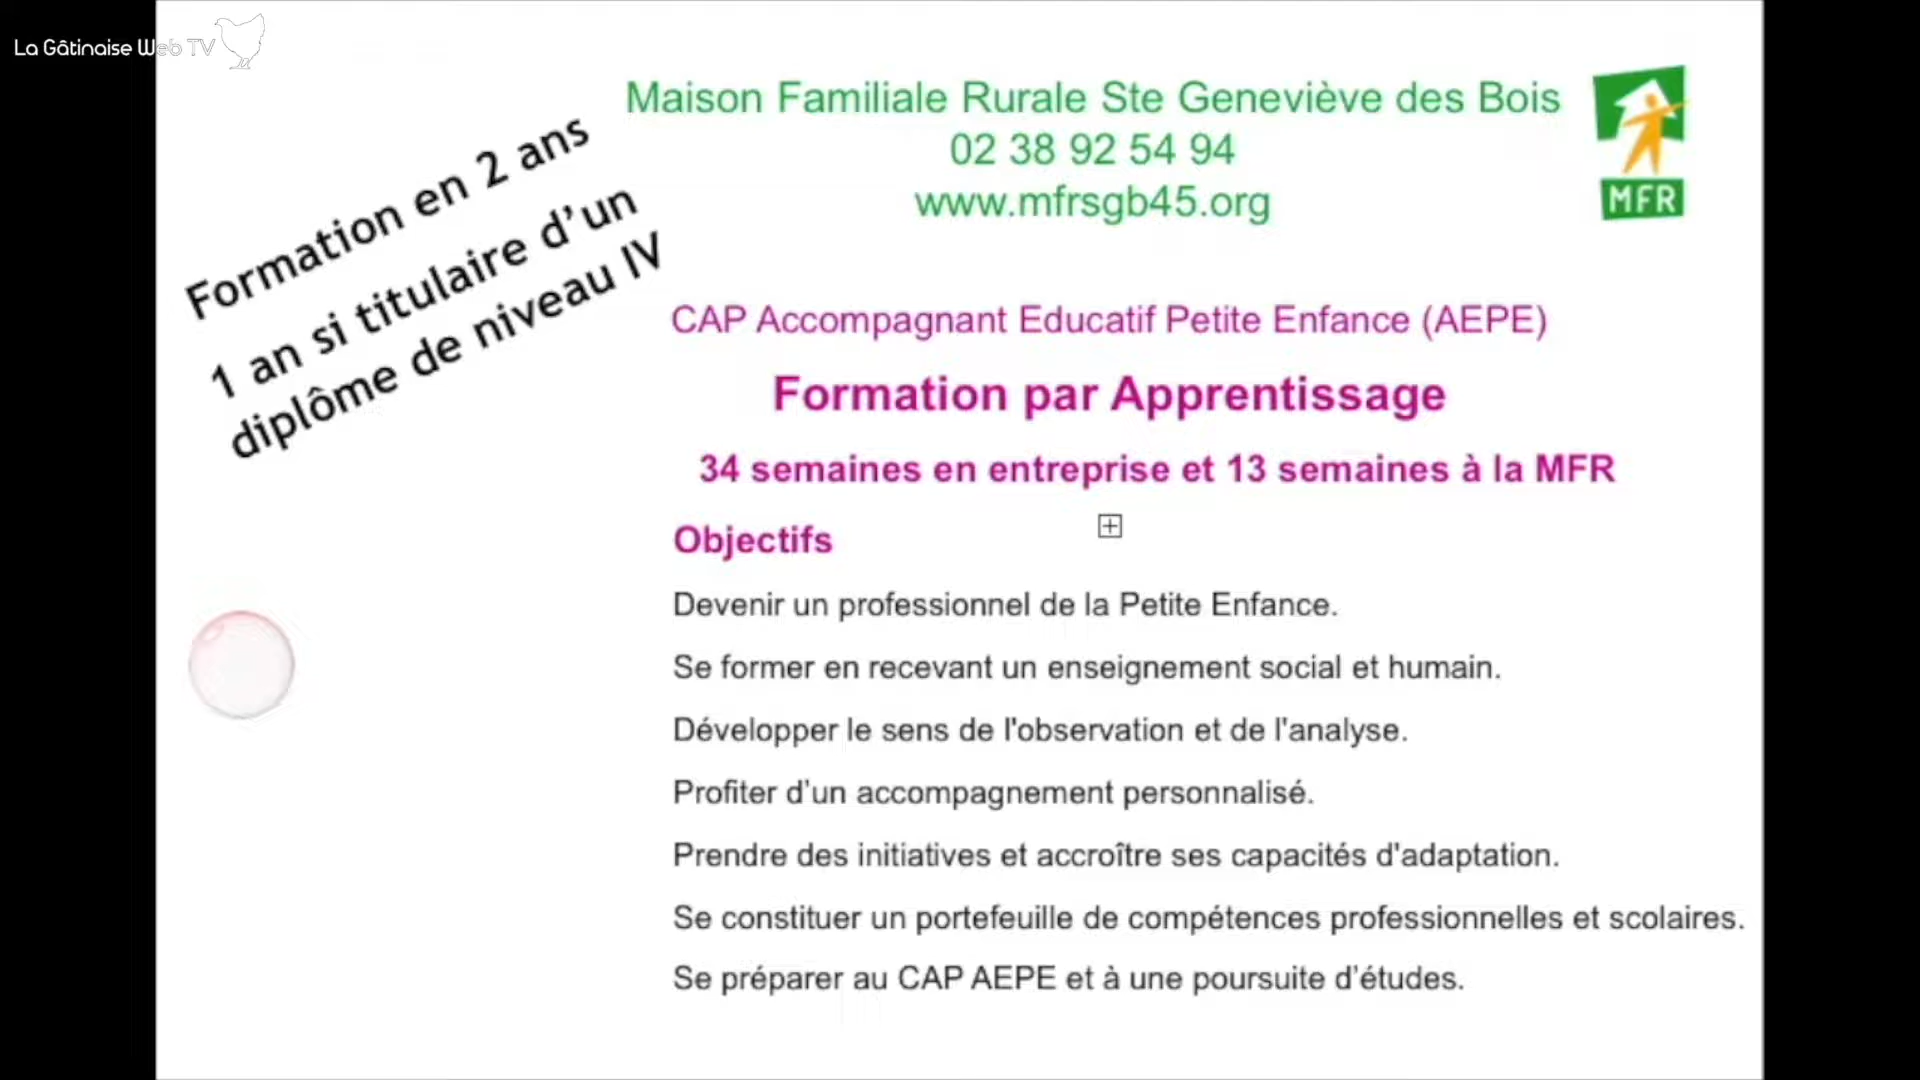 La Gâtinaise Web TV
Maison Familiale Rurale Ste Geneviève des Bois
02 38 92 54 94
www.mfrsgb45.org
MFR
Formation en 2 ans
1 an si titulaire d’un
diplôme de niveau IV
CAP Accompagnant Educatif Petite Enfance (AEPE)
Formation par Apprentissage
34 semaines en entreprise et 13 semaines à la MFR
Objectifs
Devenir un professionnel de la Petite Enfance.
Se former en recevant un enseignement social et humain.
Développer le sens de l'observation et de l'analyse.
Profiter d’un accompagnement personnalisé.
Prendre des initiatives et accroître ses capacités d'adaptation.
Se constituer un portefeuille de compétences professionnelles et scolaires.
Se préparer au CAP AEPE et à une poursuite d’études.